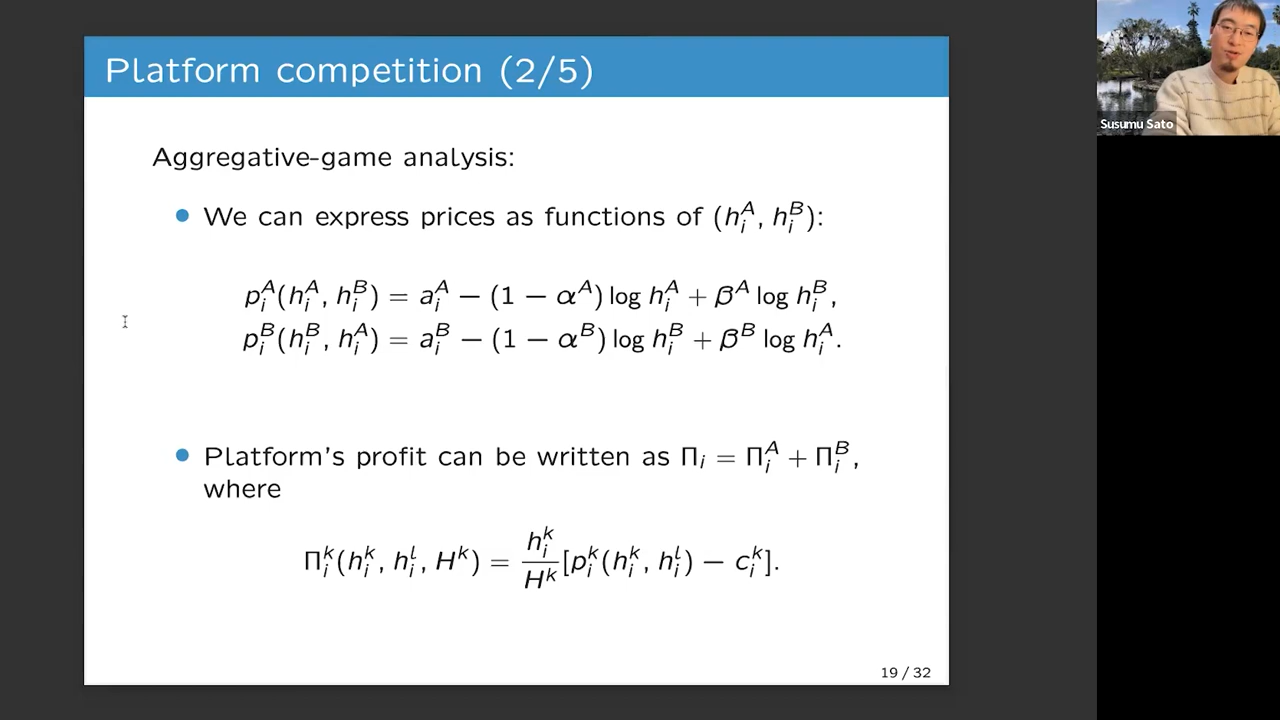 Platform competition (2/5)
Susumu Sato
Aggregative-game analysis:
• We can express prices as functions of (h_i^A, h_i^B):
p_i^A(h_i^A, h_i^B) = a_i^A − (1 − α^A) log h_i^A + β^A log h_i^B,
p_i^B(h_i^B, h_i^A) = a_i^B − (1 − α^B) log h_i^B + β^B log h_i^A.
• Platform's profit can be written as Π_i = Π_i^A + Π_i^B,
where
Π_i^k(h_i^k, h_i^l, H^k) = \frac{h_i^k}{H^k}[p_i^k(h_i^k, h_i^l) − c_i^k].
19 / 32